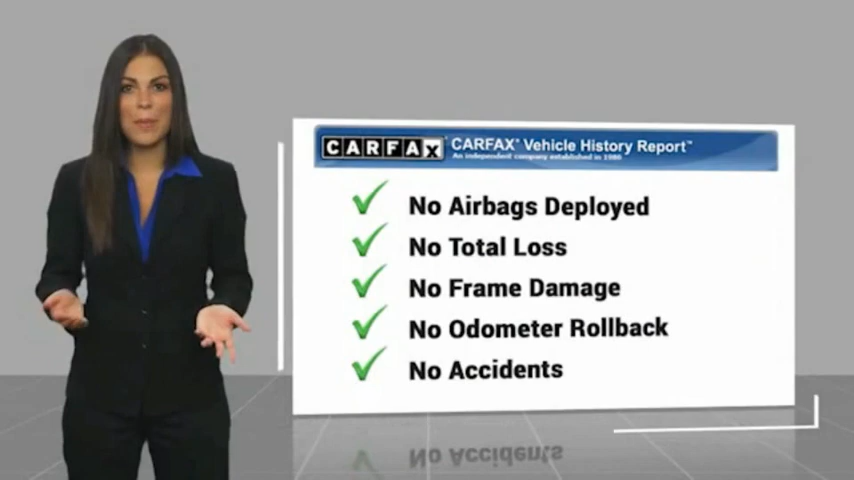 CARFAX CARFAX® Vehicle History Report™
An independent company established in 1986
No Airbags Deployed
No Total Loss
No Frame Damage
No Odometer Rollback
No Accidents
No Accidents